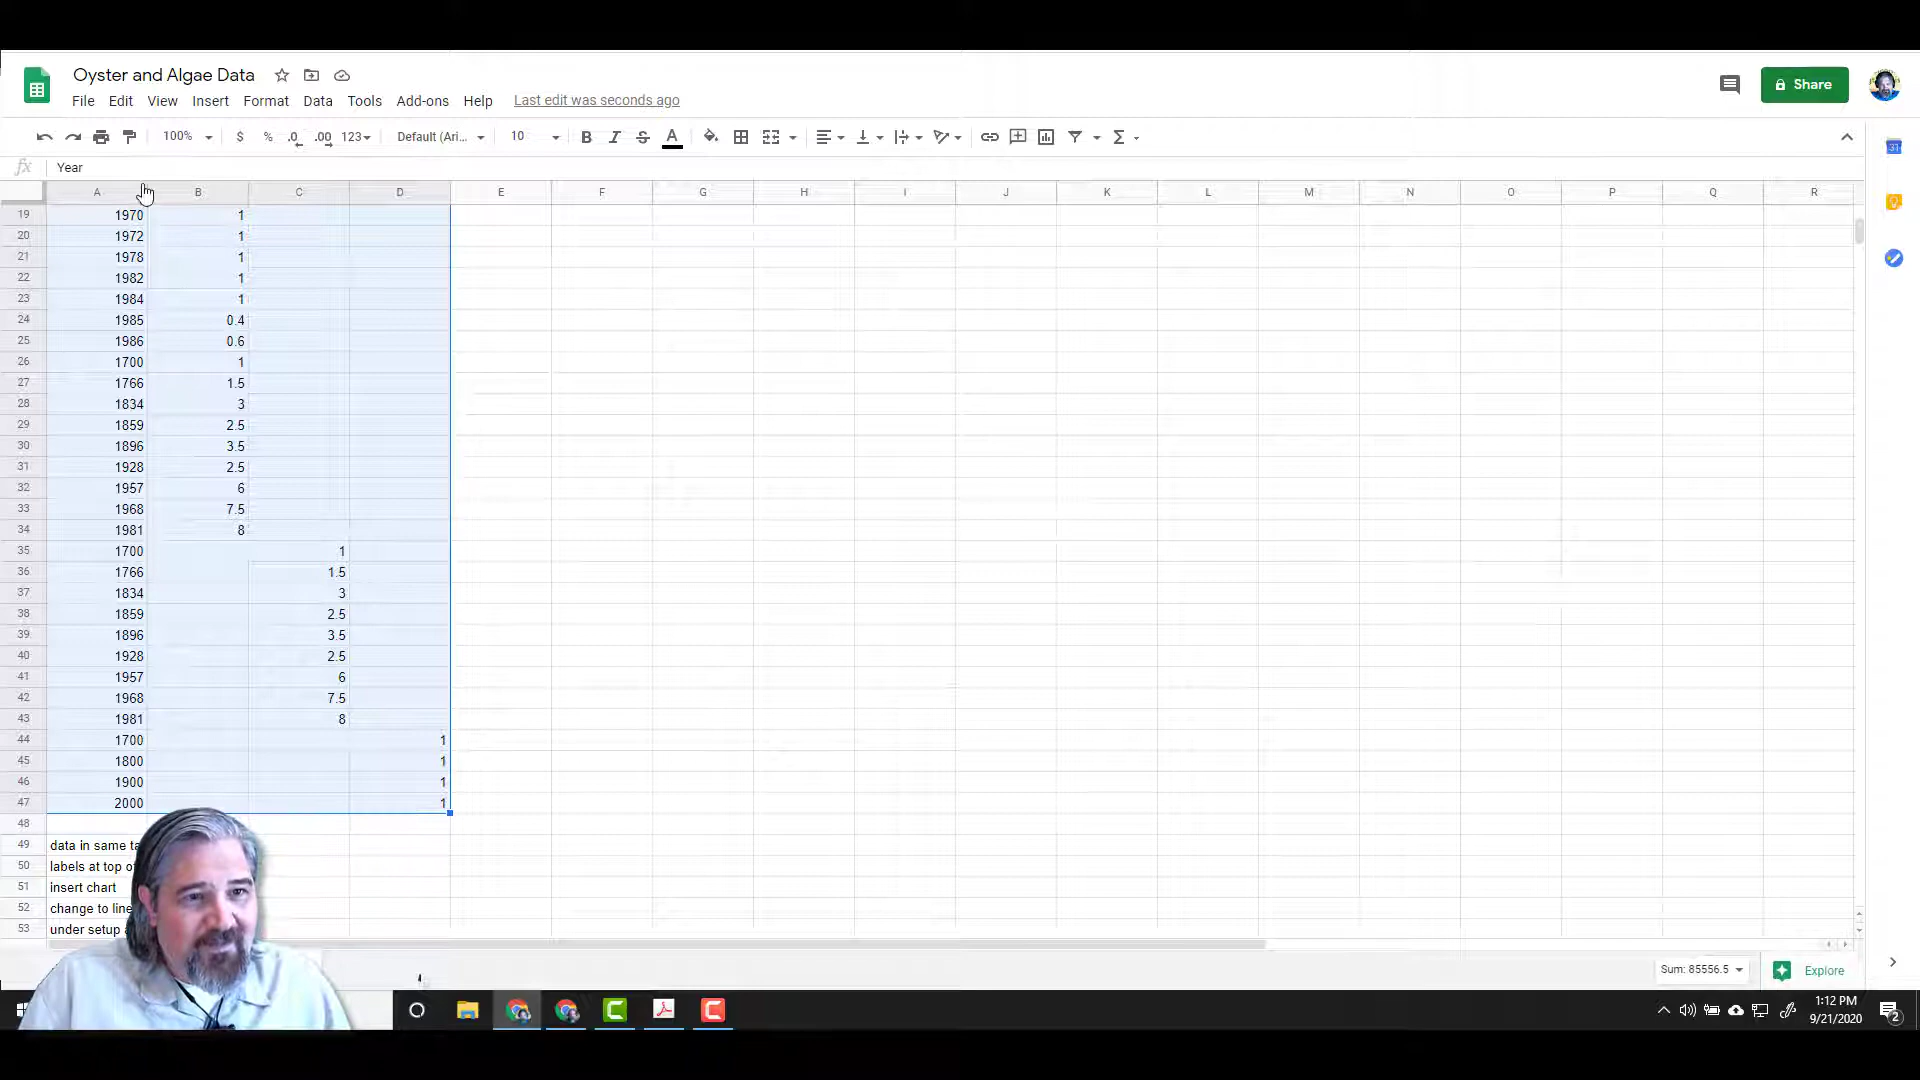 Oyster and Algae Data
Share
File Edit View Insert Format Data Tools Add-ons Help Last edit was seconds ago
100% $ % .0 .00 123 Default (Ari... 10 B I S A
fx Year
A B C D E F G H I J K L M N O P Q R
19 1970 1
20 1972 1
21 1978 1
22 1982 1
23 1984 1
24 1985 0.4
25 1986 0.6
26 1700 1
27 1766 1.5
28 1834 3
29 1859 2.5
30 1896 3.5
31 1928 2.5
32 1957 6
33 1968 7.5
34 1981 8
35 1700 1
36 1766 1.5
37 1834 3
38 1859 2.5
39 1896 3.5
40 1928 2.5
41 1957 6
42 1968 7.5
43 1981 8
44 1700 1
45 1800 1
46 1900 1
47 2000 1
48
49 data in same ta
50 labels at top of
51 insert chart
52 change to line
53 under setup a
Sum: 85556.5 Explore
1:12 PM
9/21/2020
2